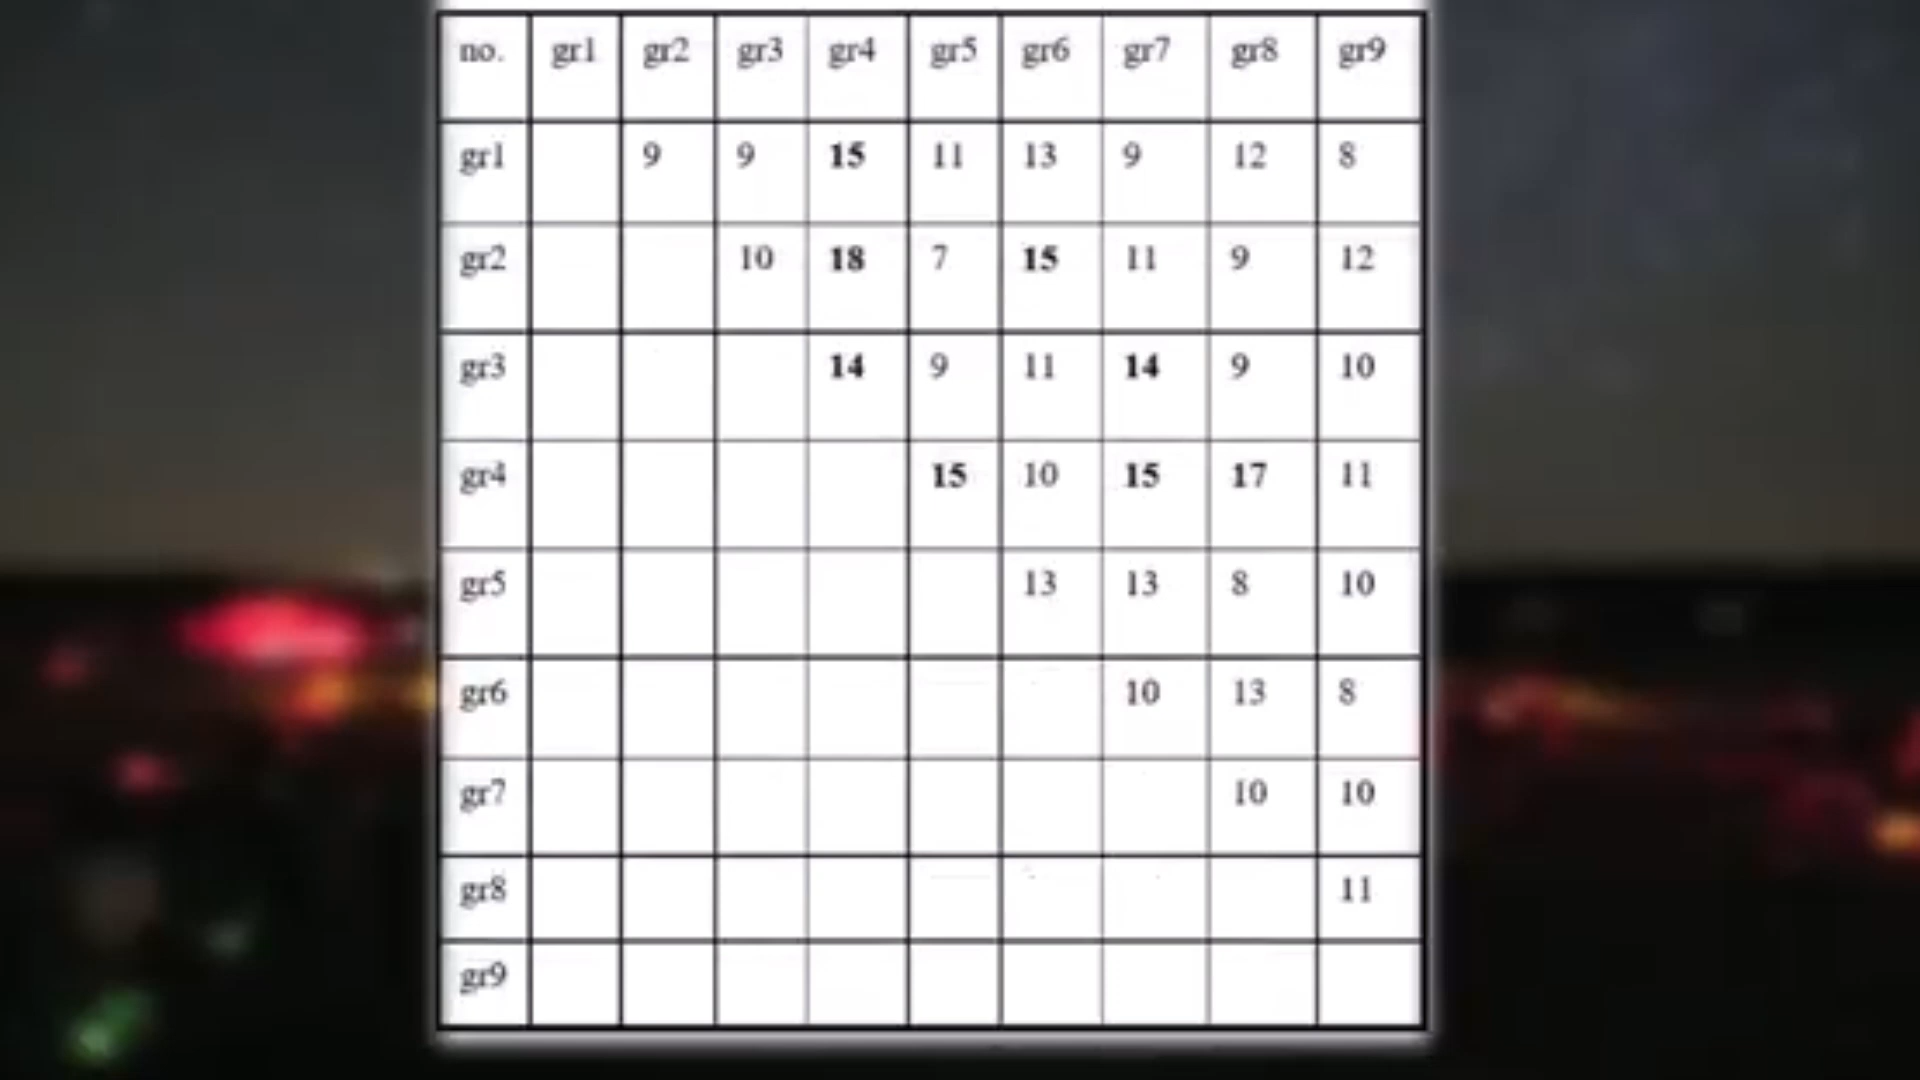 no. gr1 gr2 gr3 gr4 gr5 gr6 gr7 gr8 gr9
gr1 9 9 15 11 13 9 12 8
gr2 10 18 7 15 11 9 12
gr3 14 9 11 14 9 10
gr4 15 10 15 17 11
gr5 13 13 8 10
gr6 10 13 8
gr7 10 10
gr8 11
gr9